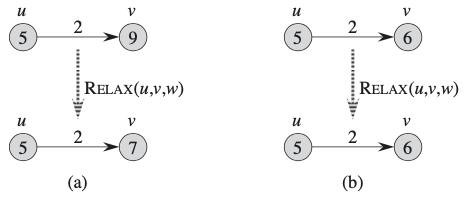 u v u v
5 2 9 5 2 6
RELAX(u,v,w) RELAX(u,v,w)
u v u v
5 2 7 5 2 6
(a) (b)